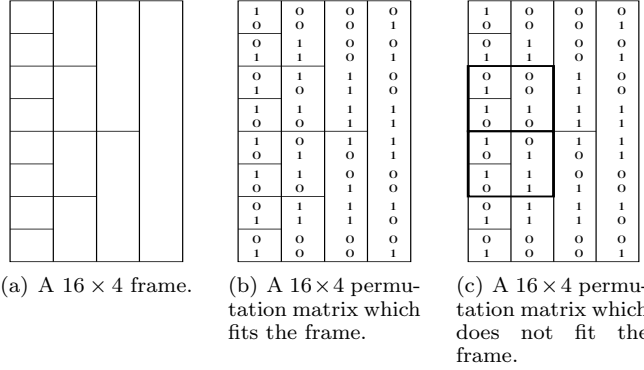 1 0 0 0 1 0 0 0
0 0 0 1 0 0 0 1
0 1 0 0 0 1 0 0
1 1 0 1 1 1 0 1
0 1 1 0 0 0 1 0
1 0 1 0 1 0 1 0
1 1 1 1 1 1 1 1
0 0 1 1 0 0 1 1
1 0 1 1 1 0 1 1
0 1 0 1 0 1 0 1
1 1 0 0 1 1 0 0
0 0 1 0 0 1 1 0
0 1 1 1 0 1 1 1
1 1 1 0 1 1 1 0
0 0 0 0 0 0 0 0
1 0 0 1 1 0 0 1
(a) A 16 × 4 frame.
(b) A 16×4 permu-
tation matrix which
fits the frame.
(c) A 16×4 permu-
tation matrix which
does not fit the
frame.